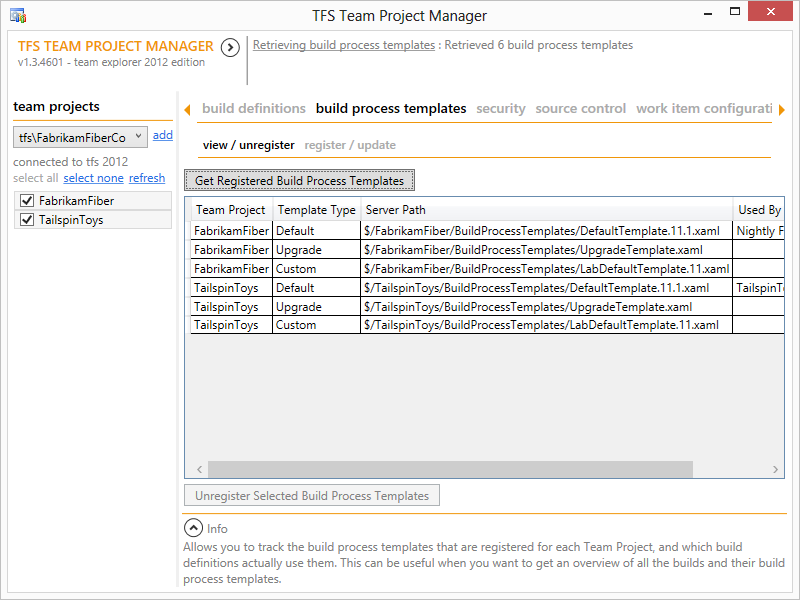 TFS Team Project Manager
TFS TEAM PROJECT MANAGER
v1.3.4601 - team explorer 2012 edition
Retrieving build process templates : Retrieved 6 build process templates
team projects
tfs\FabrikamFiberCo add
connected to tfs 2012
select all select none refresh
FabrikamFiber
TailspinToys
build definitions build process templates security source control work item configurati
view / unregister register / update
Get Registered Build Process Templates
Team Project Template Type Server Path Used By
FabrikamFiber Default $/FabrikamFiber/BuildProcessTemplates/DefaultTemplate.11.1.xaml Nightly F
FabrikamFiber Upgrade $/FabrikamFiber/BuildProcessTemplates/UpgradeTemplate.xaml
FabrikamFiber Custom $/FabrikamFiber/BuildProcessTemplates/LabDefaultTemplate.11.xaml
TailspinToys Default $/TailspinToys/BuildProcessTemplates/DefaultTemplate.11.1.xaml TailspinT
TailspinToys Upgrade $/TailspinToys/BuildProcessTemplates/UpgradeTemplate.xaml
TailspinToys Custom $/TailspinToys/BuildProcessTemplates/LabDefaultTemplate.11.xaml
Unregister Selected Build Process Templates
Info
Allows you to track the build process templates that are registered for each Team Project, and which build
definitions actually use them. This can be useful when you want to get an overview of all the builds and their build
process templates.